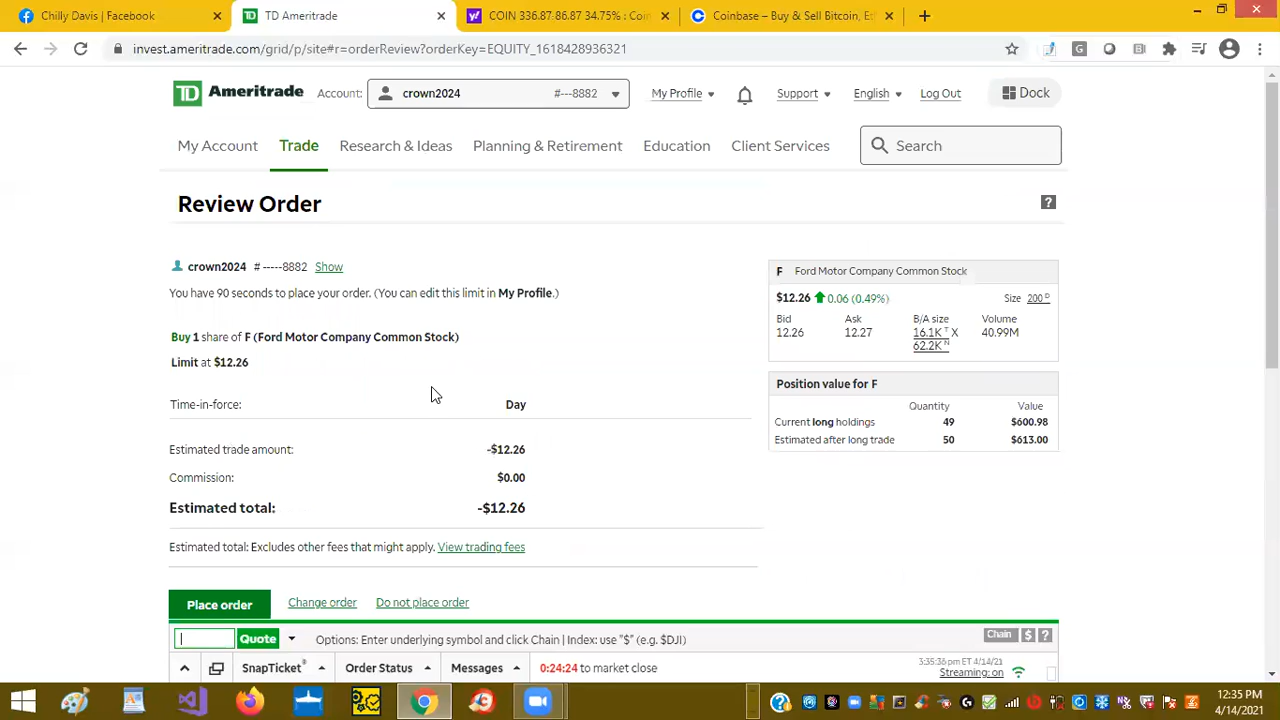 Chilly Davis | Facebook
TD Ameritrade
COIN 336.87:86.87 34.75% : Com
Coinbase – Buy & Sell Bitcoin, Et
invest.ameritrade.com/grid/p/site#r=orderReview?orderKey=EQUITY_1618428936321
TD Ameritrade
Account:
crown2024 #---8882
My Profile
Support
English
Log Out
Dock
My Account
Trade
Research & Ideas
Planning & Retirement
Education
Client Services
Search
Review Order
?
crown2024 # -----8882 Show
You have 90 seconds to place your order. (You can edit this limit in My Profile.)
Buy 1 share of F (Ford Motor Company Common Stock)
Limit at $12.26
Time-in-force: Day
Estimated trade amount: -$12.26
Commission: $0.00
Estimated total: -$12.26
Estimated total: Excludes other fees that might apply. View trading fees
F Ford Motor Company Common Stock
$12.26 0.06 (0.49%) Size 200 D
Bid Ask B/A size Volume
12.26 12.27 16.1K T X 40.99M
62.2K N
Position value for F
Quantity Value
Current long holdings 49 $600.98
Estimated after long trade 50 $613.00
Place order
Change order
Do not place order
Quote
Options: Enter underlying symbol and click Chain | Index: use "$" (e.g. $DJI)
Chain $ ?
SnapTicket®
Order Status
Messages
0:24:24 to market close
3:35:36 pm ET 4/14/21
Streaming: on
12:35 PM
4/14/2021